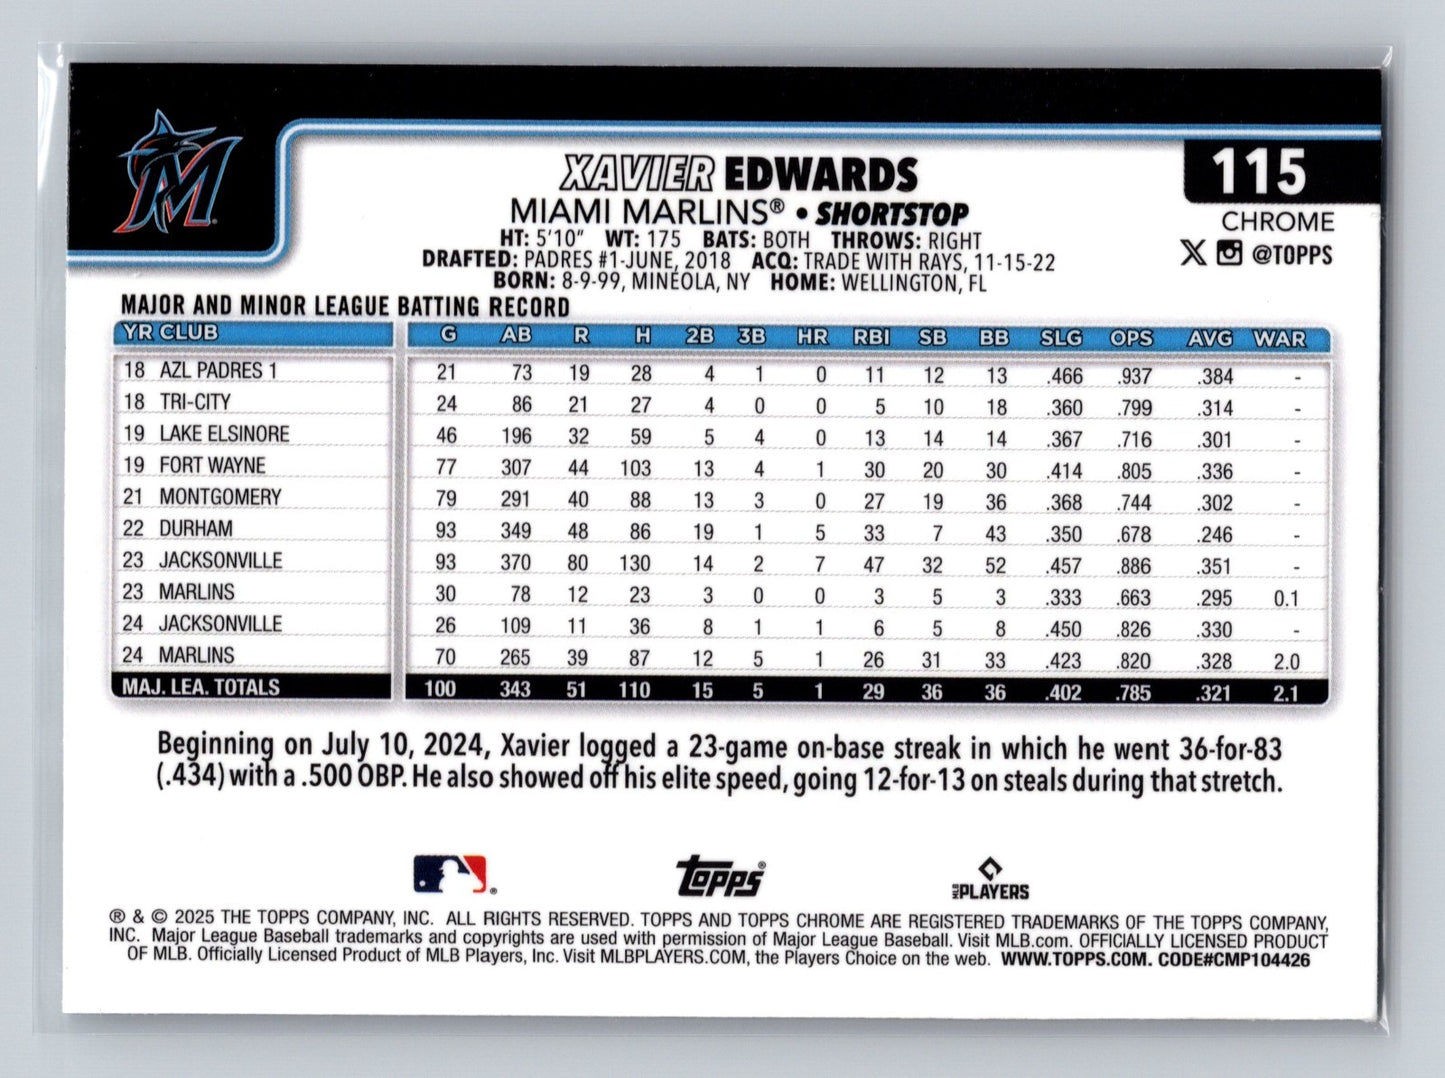 M
XAVIER EDWARDS
115
MIAMI MARLINS® • SHORTSTOP
CHROME
HT: 5'10" WT: 175 BATS: BOTH THROWS: RIGHT
X @TOPPS
DRAFTED: PADRES #1-JUNE, 2018 ACQ: TRADE WITH RAYS, 11-15-22
BORN: 8-9-99, MINEOLA, NY HOME: WELLINGTON, FL
MAJOR AND MINOR LEAGUE BATTING RECORD
YR CLUB G AB R H 2B 3B HR RBI SB BB SLG OPS AVG WAR
18 AZL PADRES 1 21 73 19 28 4 1 0 11 12 13 .466 .937 .384 -
18 TRI-CITY 24 86 21 27 4 0 0 5 10 18 .360 .799 .314 -
19 LAKE ELSINORE 46 196 32 59 5 4 0 13 14 14 .367 .716 .301 -
19 FORT WAYNE 77 307 44 103 13 4 1 30 20 30 .414 .805 .336 -
21 MONTGOMERY 79 291 40 88 13 3 0 27 19 36 .368 .744 .302 -
22 DURHAM 93 349 48 86 19 1 5 33 7 43 .350 .678 .246 -
23 JACKSONVILLE 93 370 80 130 14 2 7 47 32 52 .457 .886 .351 -
23 MARLINS 30 78 12 23 3 0 0 3 5 3 .333 .663 .295 0.1
24 JACKSONVILLE 26 109 11 36 8 1 1 6 5 8 .450 .826 .330 -
24 MARLINS 70 265 39 87 12 5 1 26 31 33 .423 .820 .328 2.0
MAJ. LEA. TOTALS 100 343 51 110 15 5 1 29 36 36 .402 .785 .321 2.1
Beginning on July 10, 2024, Xavier logged a 23-game on-base streak in which he went 36-for-83
(.434) with a .500 OBP. He also showed off his elite speed, going 12-for-13 on steals during that stretch.
Topps®
MLB PLAYERS
® & © 2025 THE TOPPS COMPANY, INC. ALL RIGHTS RESERVED. TOPPS AND TOPPS CHROME ARE REGISTERED TRADEMARKS OF THE TOPPS COMPANY,
INC. Major League Baseball trademarks and copyrights are used with permission of Major League Baseball. Visit MLB.com. OFFICIALLY LICENSED PRODUCT
OF MLB. Officially Licensed Product of MLB Players, Inc. Visit MLBPLAYERS.COM, the Players Choice on the web. WWW.TOPPS.COM. CODE#CMP104426